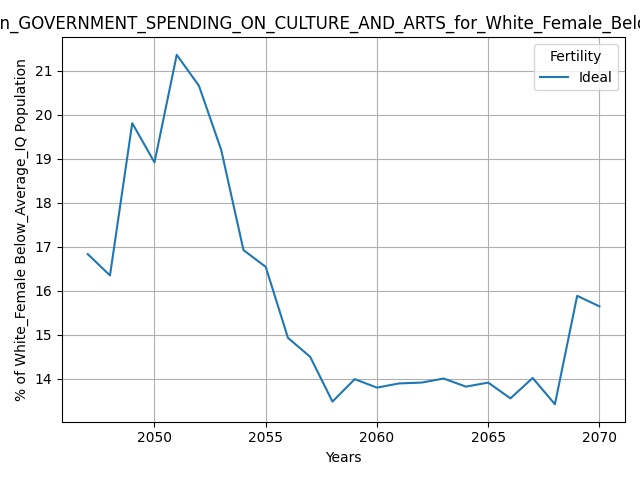 n_GOVERNMENT_SPENDING_ON_CULTURE_AND_ARTS_for_White_Female_Belo
Fertility
Ideal
% of White_Female Below_Average_IQ Population
21
20
19
18
17
16
15
14
2050
2055
2060
2065
2070
Years